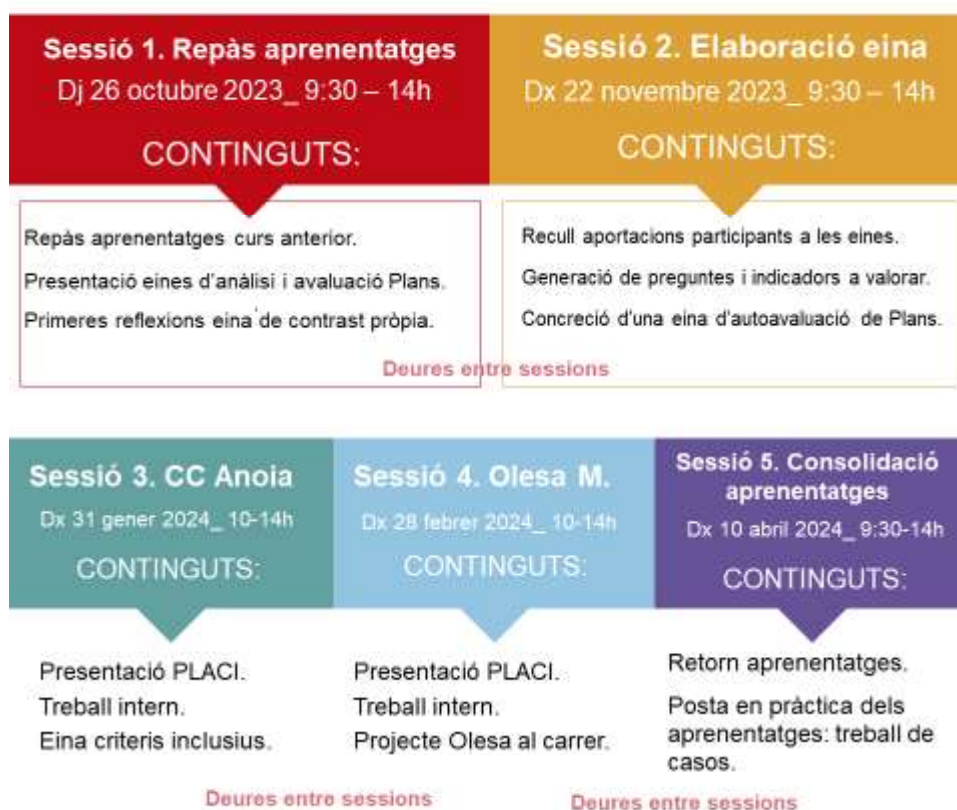 Sessió 1. Repàs aprenentatges
Dj 26 octubre 2023_ 9:30 – 14h
CONTINGUTS:
Repàs aprenentatges curs anterior.
Presentació eines d'anàlisi i avaluació Plans.
Primeres reflexions eina de contrast pròpia.
Sessió 2. Elaboració eina
Dx 22 novembre 2023_ 9:30 – 14h
CONTINGUTS:
Recull aportacions participants a les eines.
Generació de preguntes i indicadors a valorar.
Concreció d'una eina d'autoavaluació de Plans.
Deures entre sessions
Sessió 3. CC Anoia
Dx 31 gener 2024_ 10-14h
CONTINGUTS:
Presentació PLACI.
Treball intern.
Eina criteris inclusius.
Sessió 4. Olesa M.
Dx 28 febrer 2024_ 10-14h
CONTINGUTS:
Presentació PLACI.
Treball intern.
Projecte Olesa al carrer.
Sessió 5. Consolidació
aprenentatges
Dx 10 abril 2024_ 9:30-14h
CONTINGUTS:
Retorn aprenentatges.
Posta en pràctica dels
aprenentatges: treball de
casos.
Deures entre sessions
Deures entre sessions